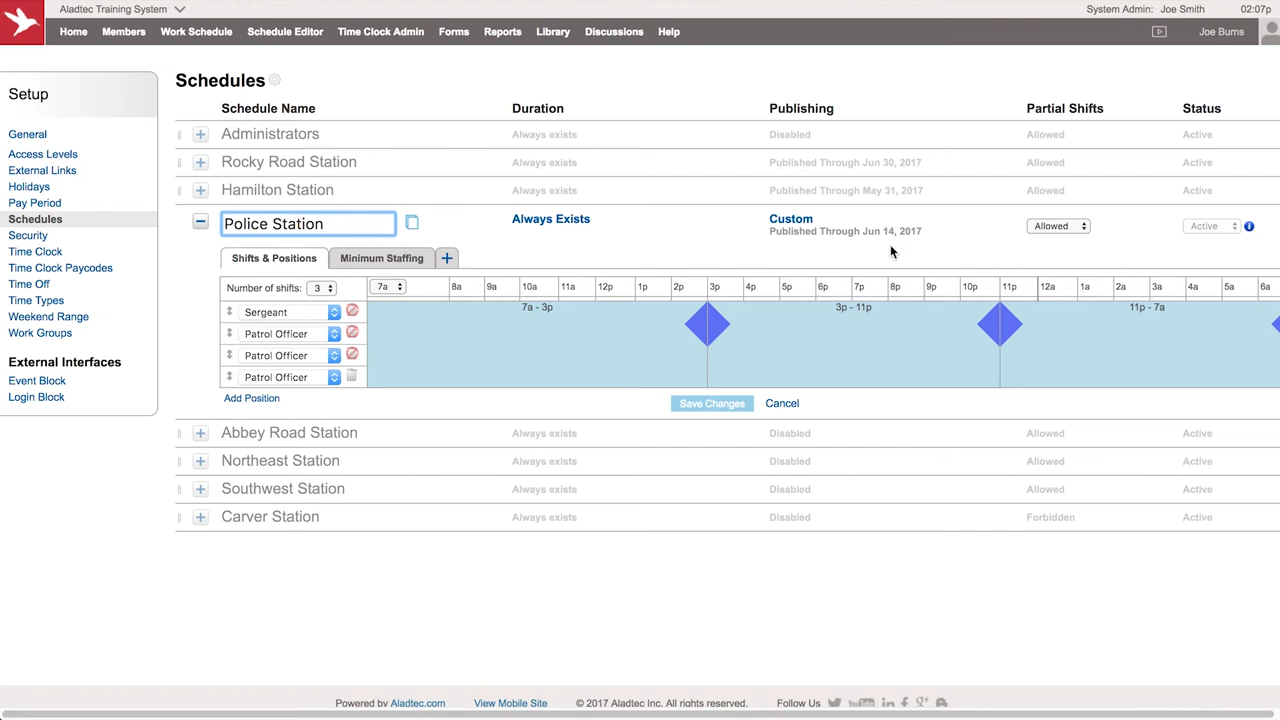 Aladtec Training System
System Admin: Joe Smith 02:07p
Home Members Work Schedule Schedule Editor Time Clock Admin Forms Reports Library Discussions Help Joe Burns
Setup
General
Access Levels
External Links
Holidays
Pay Period
Schedules
Security
Time Clock
Time Clock Paycodes
Time Off
Time Types
Weekend Range
Work Groups
External Interfaces
Event Block
Login Block
Schedules
Schedule Name Duration Publishing Partial Shifts Status
Administrators Always exists Disabled Allowed Active
Rocky Road Station Always exists Published Through Jun 30, 2017 Allowed Active
Hamilton Station Always exists Published Through May 31, 2017 Allowed Active
Police Station Always Exists Custom Allowed Active
Published Through Jun 14, 2017
Shifts & Positions Minimum Staffing
Number of shifts: 3 7a 8a 9a 10a 11a 12p 1p 2p 3p 4p 5p 6p 7p 8p 9p 10p 11p 12a 1a 2a 3a 4a 5a 6a
7a - 3p 3p - 11p 11p - 7a
Sergeant
Patrol Officer
Patrol Officer
Patrol Officer
Add Position
Save Changes Cancel
Abbey Road Station Always exists Disabled Allowed Active
Northeast Station Always exists Disabled Allowed Active
Southwest Station Always exists Disabled Allowed Active
Carver Station Always exists Disabled Forbidden Active
Powered by Aladtec.com View Mobile Site © 2017 Aladtec Inc. All rights reserved. Follow Us